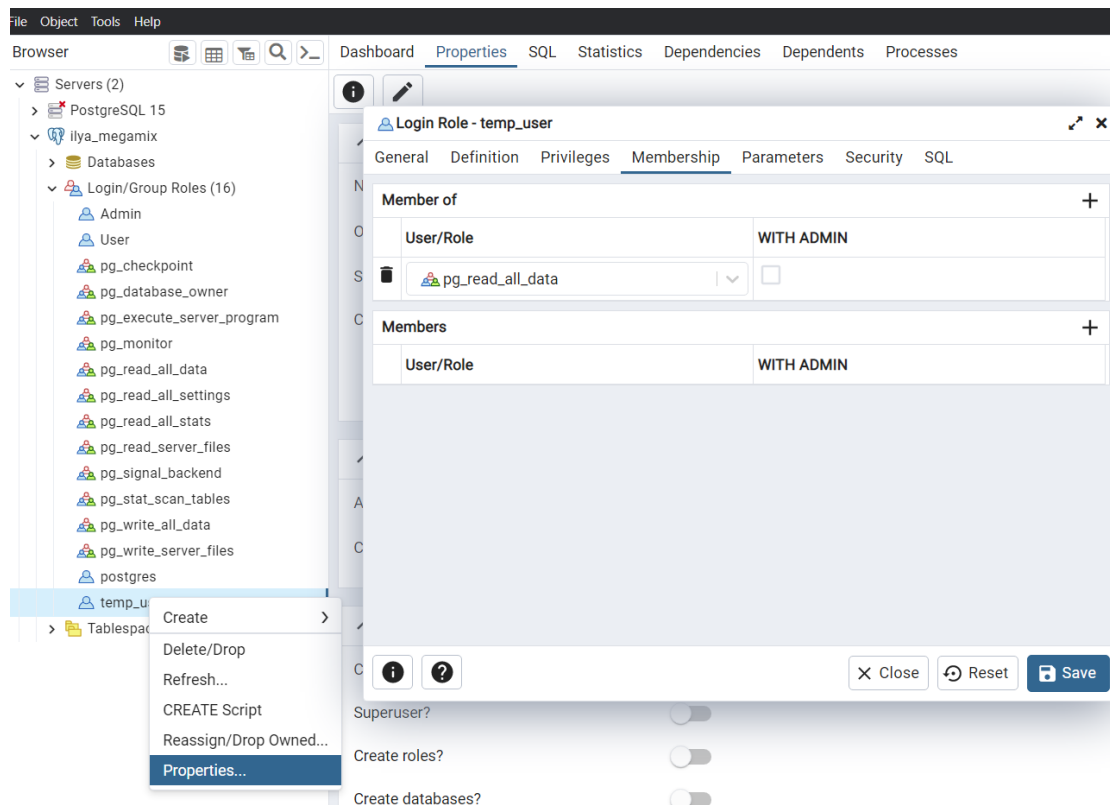 File Object Tools Help
Browser
Dashboard Properties SQL Statistics Dependencies Dependents Processes
Servers (2)
PostgreSQL 15
ilya_megamix
Databases
Login/Group Roles (16)
Admin
User
pg_checkpoint
pg_database_owner
pg_execute_server_program
pg_monitor
pg_read_all_data
pg_read_all_settings
pg_read_all_stats
pg_read_server_files
pg_signal_backend
pg_stat_scan_tables
pg_write_all_data
pg_write_server_files
postgres
temp_u
Tablespac
Create
Delete/Drop
Refresh...
CREATE Script
Reassign/Drop Owned...
Properties...
Login Role - temp_user
General Definition Privileges Membership Parameters Security SQL
Member of
User/Role WITH ADMIN
pg_read_all_data
Members
User/Role WITH ADMIN
Close Reset Save
Superuser?
Create roles?
Create databases?